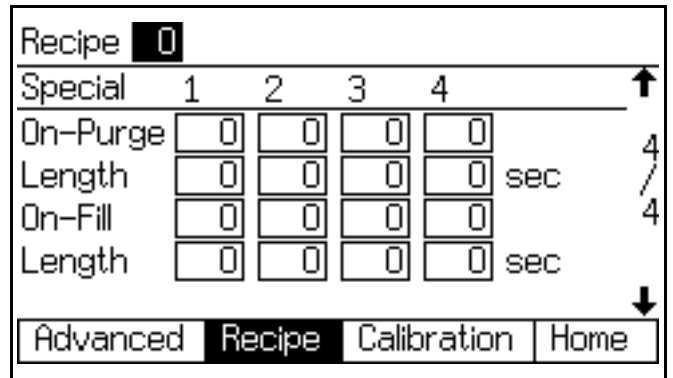 Recipe 0
Special 1 2 3 4
On-Purge 0 0 0 0
Length 0 0 0 0 sec
On-Fill 0 0 0 0
Length 0 0 0 0 sec
4/4
Advanced Recipe Calibration Home